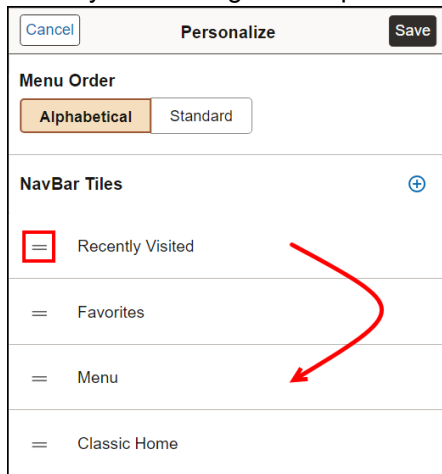 Cancel Personalize Save
Menu Order
Alphabetical Standard
NavBar Tiles
Recently Visited
Favorites
Menu
Classic Home